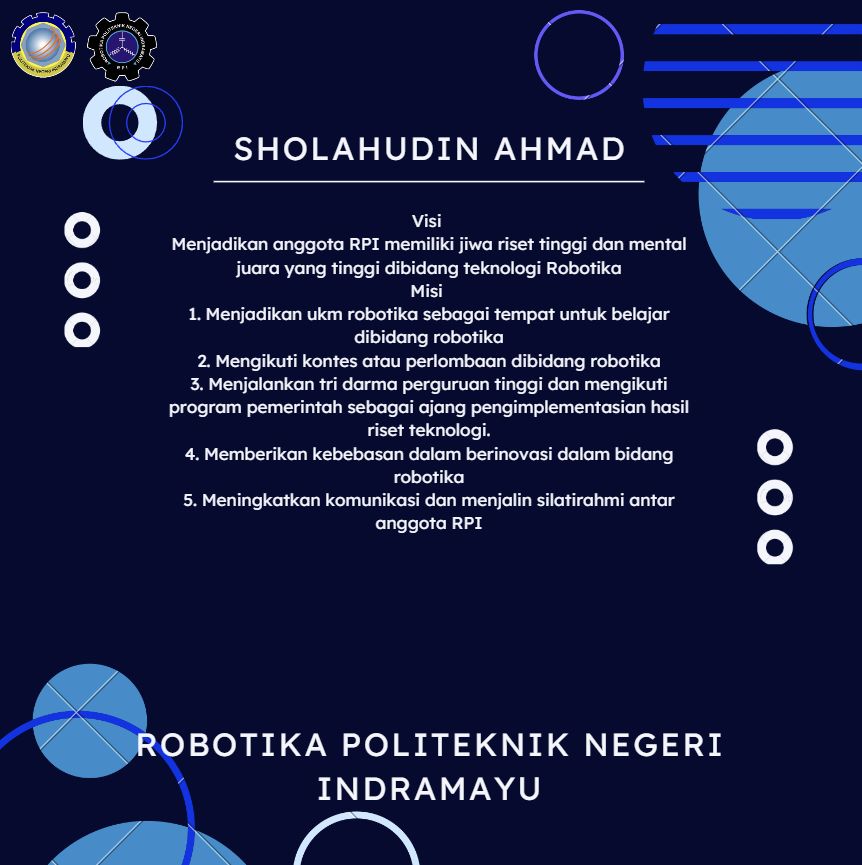 SHOLAHUDIN AHMAD
Visi
Menjadikan anggota RPI memiliki jiwa riset tinggi dan mental
juara yang tinggi dibidang teknologi Robotika
Misi
1. Menjadikan ukm robotika sebagai tempat untuk belajar
dibidang robotika
2. Mengikuti kontes atau perlombaan dibidang robotika
3. Menjalankan tri darma perguruan tinggi dan mengikuti
program pemerintah sebagai ajang pengimplementasian hasil
riset teknologi.
4. Memberikan kebebasan dalam berinovasi dalam bidang
robotika
5. Meningkatkan komunikasi dan menjalin silatirahmi antar
anggota RPI
ROBOTIKA POLITEKNIK NEGERI
INDRAMAYU